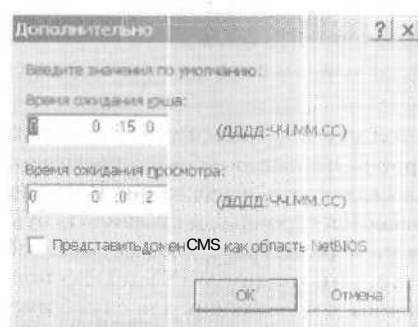 Дополнительно ? ×
Введите значения по умолчанию:
Время ожидания кэша:
0 0 :15 :0 (ДДДД:ЧЧ.ММ.СС)
Время ожидания просмотра:
0 0 :0 :2 (ДДДД:ЧЧ.ММ.СС)
Представить домен CMS как область NetBIOS
OK Отмена